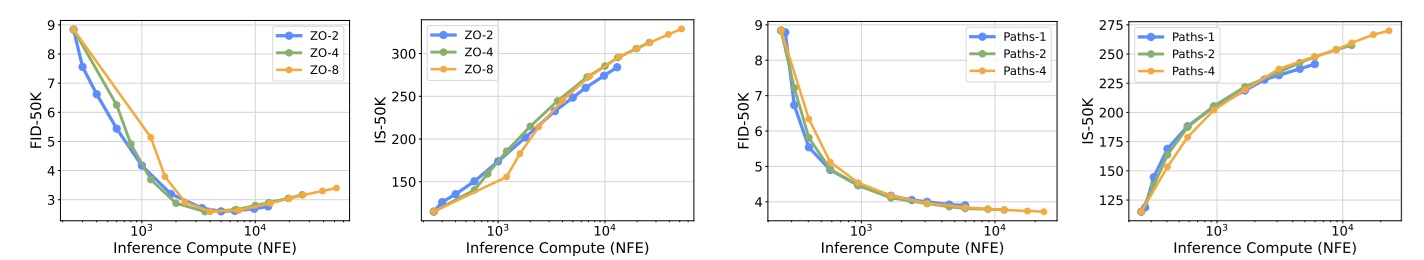 FID-50K
9
8
7
6
5
4
3
10³
10⁴
Inference Compute (NFE)
ZO-2
ZO-4
ZO-8
IS-50K
300
250
200
150
10³
10⁴
Inference Compute (NFE)
ZO-2
ZO-4
ZO-8
FID-50K
9
8
7
6
5
4
10³
10⁴
Inference Compute (NFE)
Paths-1
Paths-2
Paths-4
IS-50K
275
250
225
200
175
150
125
10³
10⁴
Inference Compute (NFE)
Paths-1
Paths-2
Paths-4